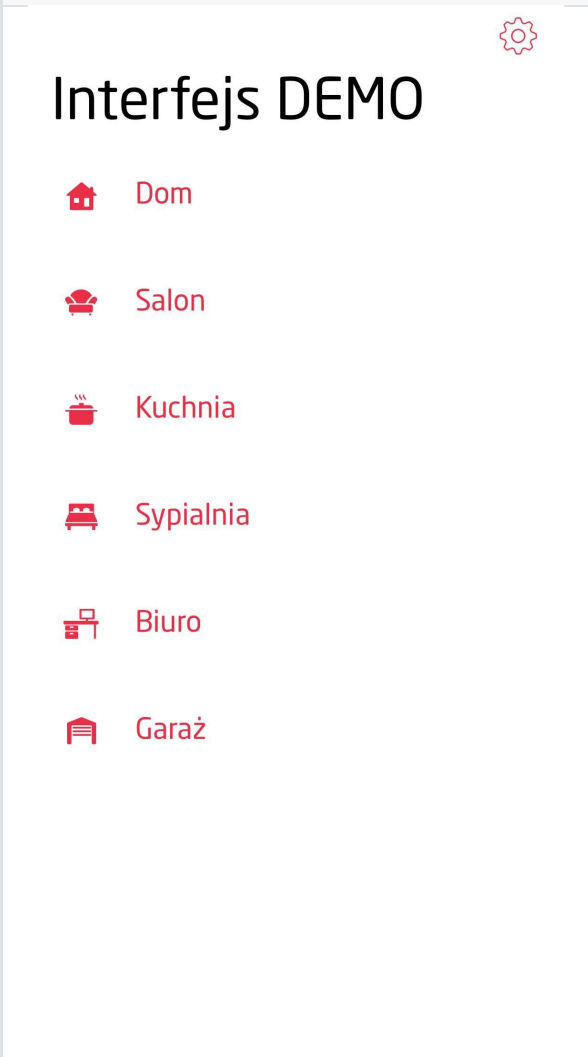 Interfejs DEMO
Dom
Salon
Kuchnia
Sypialnia
Biuro
Garaż